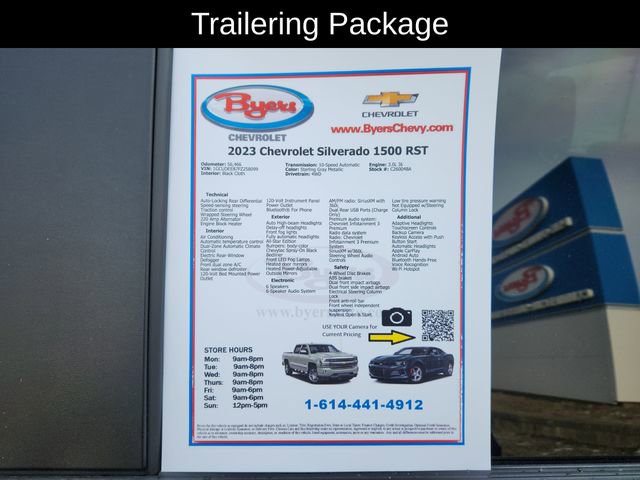 Trailering Package
Byers
CHEVROLET
CHEVROLET
www.ByersChevy.com
2023 Chevrolet Silverado 1500 RST
Odometer: 56,466
Transmission: 10-Speed Automatic
Engine: 3.0L I6
VIN: 1GCUDEE87PZ258099
Color: Sterling Gray Metallic
Stock #: C260048A
Interior: Black Cloth
Drivetrain: 4WD
Technical
Auto-Locking Rear Differential
Speed-sensing steering
Traction control
Wrapped Steering Wheel
220 Amp Alternator
Engine Block Heater
Interior
Air Conditioning
Automatic temperature control
Dual-Zone Automatic Climate
Control
Electric Rear-Window
Defogger
Front dual zone A/C
Rear window defroster
120-Volt Bed Mounted Power
Outlet
120-Volt Instrument Panel
Power Outlet
Bluetooth® For Phone
Exterior
Auto High-beam Headlights
Delay-off headlights
Front fog lights
Fully automatic headlights
All-Star Edition
Bumpers: body-color
Chevytec Spray-On Black
Bedliner
Front LED Fog Lamps
Heated door mirrors
Heated Power-Adjustable
Outside Mirrors
Electronic
6 Speakers
6-Speaker Audio System
AM/FM radio: SiriusXM with
360L
Dual Rear USB Ports (Charge
Only)
Premium audio system:
Chevrolet Infotainment 3
Premium
Radio data system
Radio: Chevrolet
Infotainment 3 Premium
System
SiriusXM w/360L
Steering Wheel Audio
Controls
Safety
4-Wheel Disc Brakes
ABS brakes
Dual front impact airbags
Dual front side impact airbags
Electrical Steering Column
Lock
Front anti-roll bar
Front wheel independent
suspension
Keyless Open & Start
Low tire pressure warning
Not Equipped w/Steering
Column Lock
Additional
Adaptive Headlights
Touchscreen Controls
Backup Camera
Keyless Access with Push
Button Start
Automatic Headlights
Apple CarPlay
Android Auto
Bluetooth Hands-Free
Voice Recognition
Wi-Fi Hotspot
USE YOUR Camera for
Current Pricing
STORE HOURS
Mon: 9am-8pm
Tue: 9am-8pm
Wed: 9am-8pm
Thurs: 9am-8pm
Fri: 9am-6pm
Sat: 9am-6pm
Sun: 12pm-5pm
1-614-441-4912